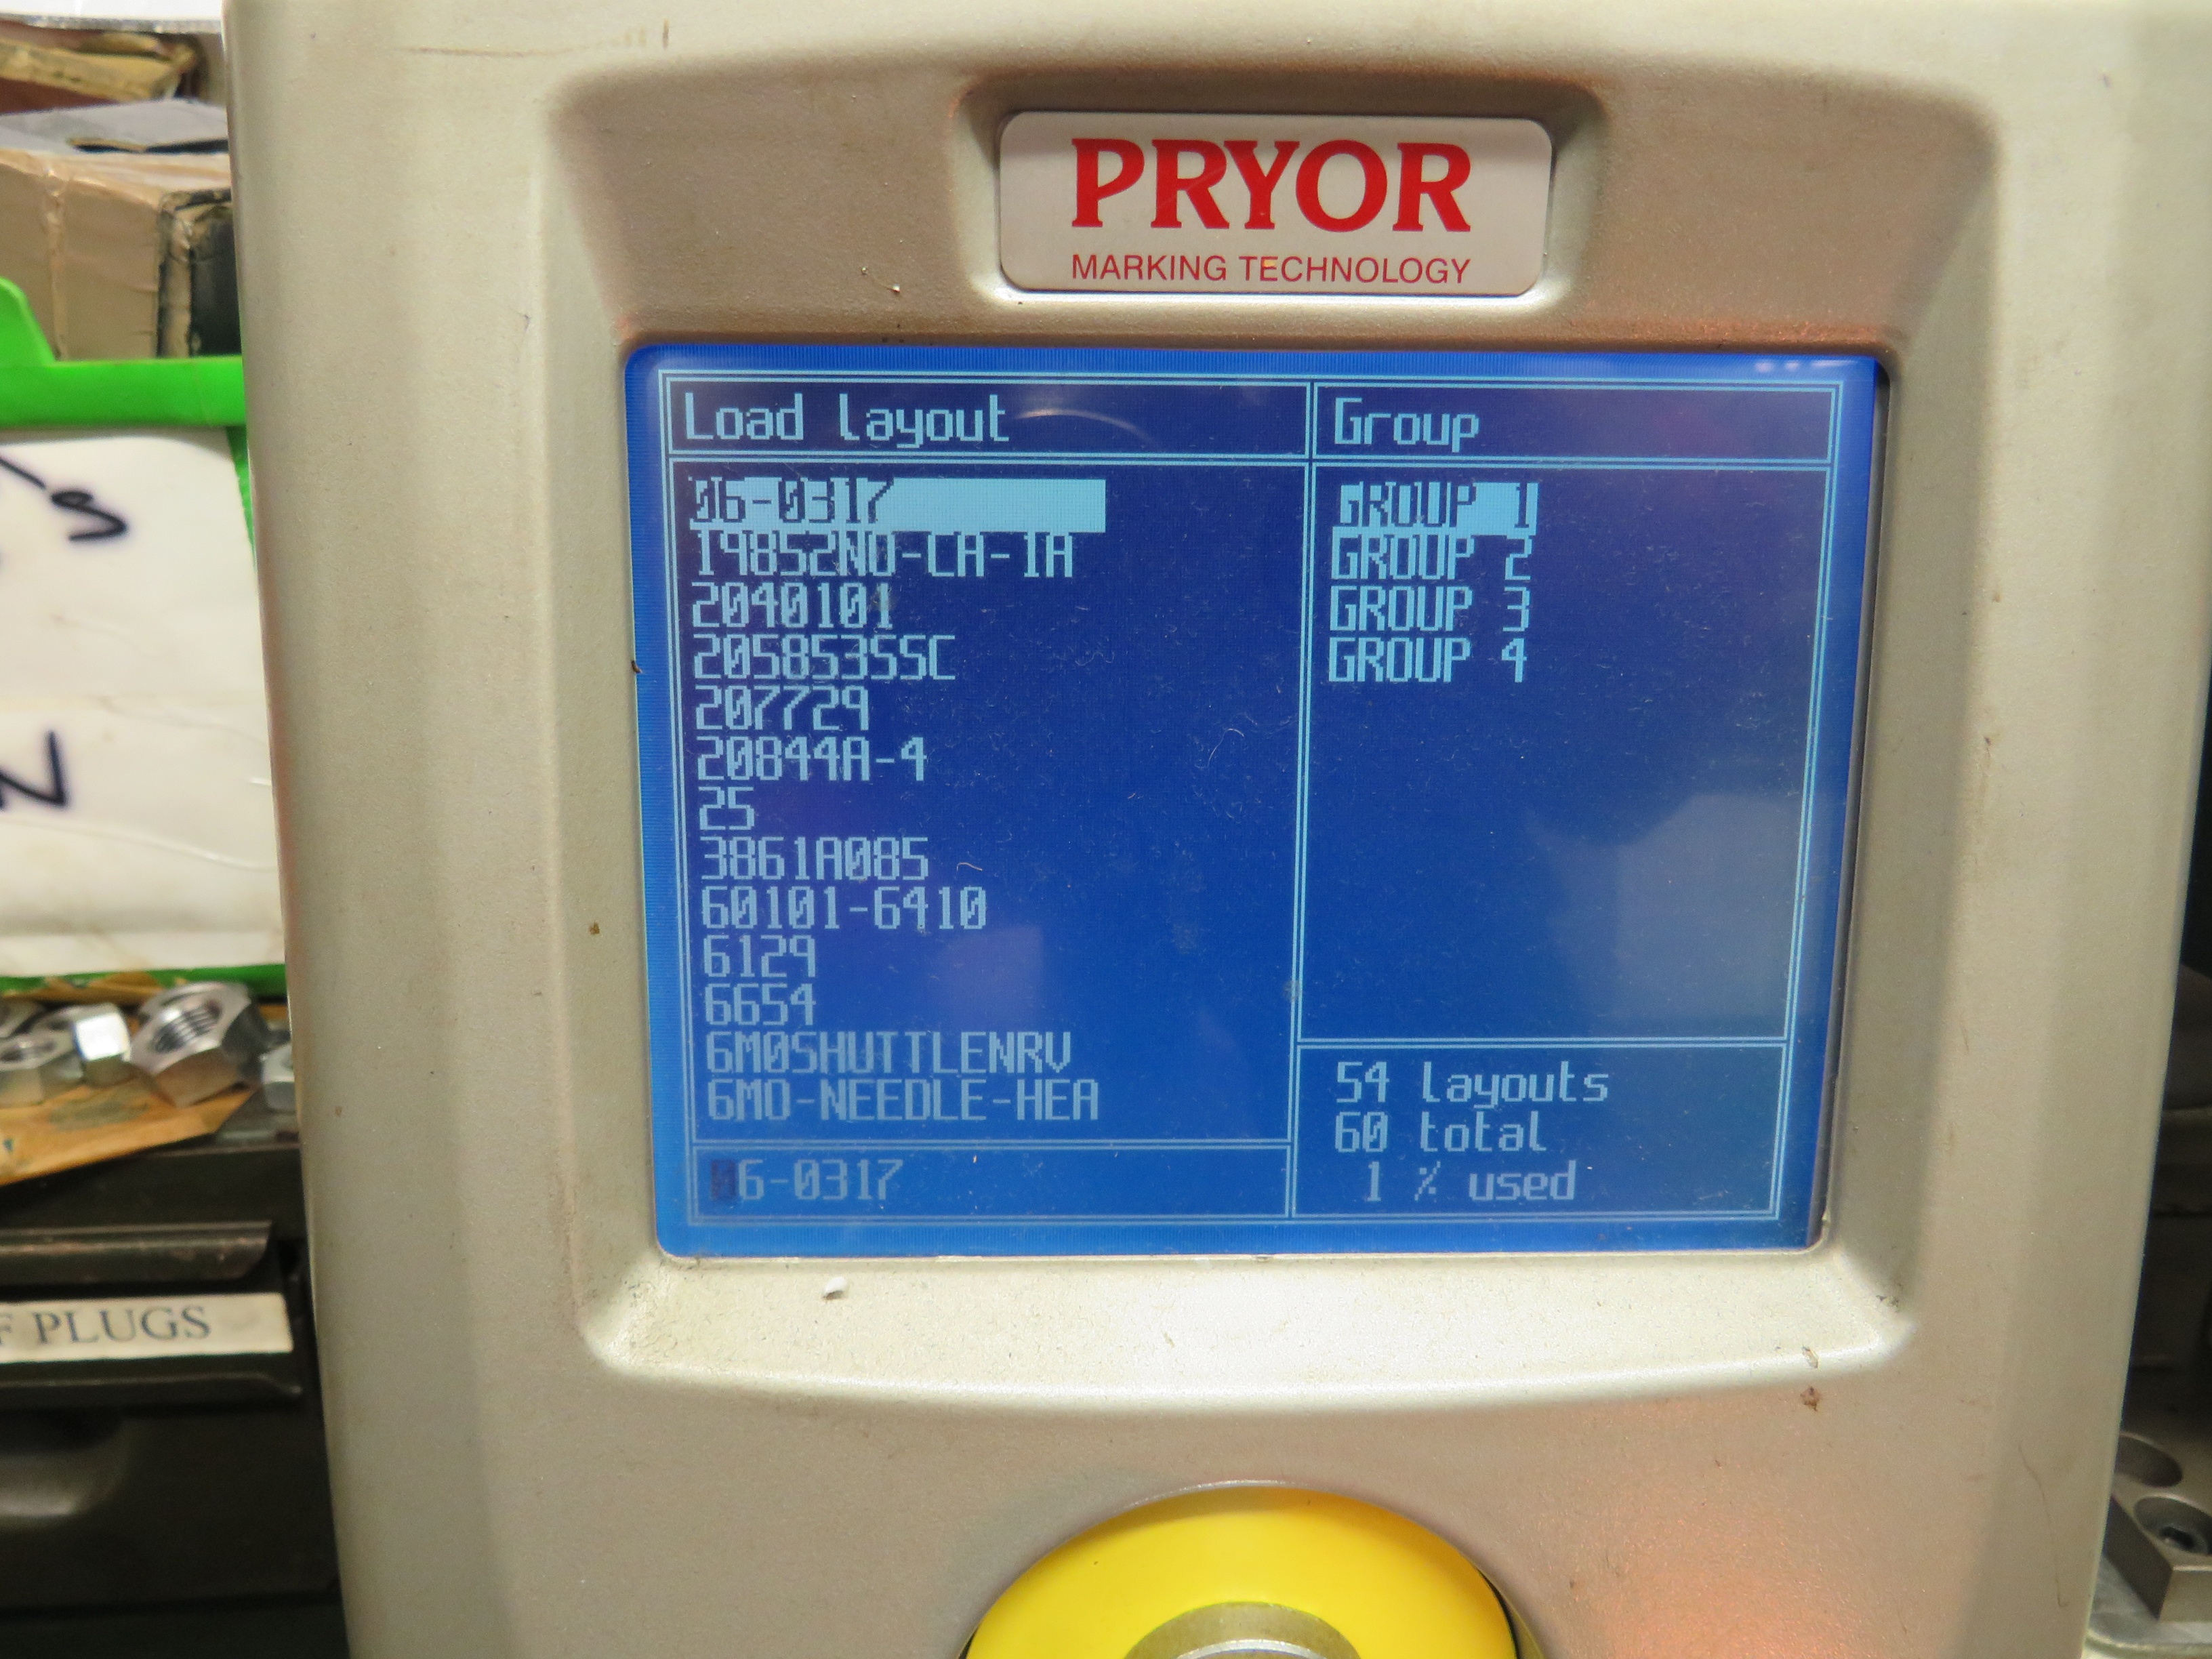 PRYOR
MARKING TECHNOLOGY
Load layout
Group
06-0317
19852NO-CA-1A
2040101
205853SSC
207729
20844A-4
25
3861A085
60101-6410
6129
6654
6M0SHUTTLENRV
6MO-NEEDLE-HEA
06-0317
GROUP 1
GROUP 2
GROUP 3
GROUP 4
54 layouts
60 total
1 % used
S
N
F PLUGS